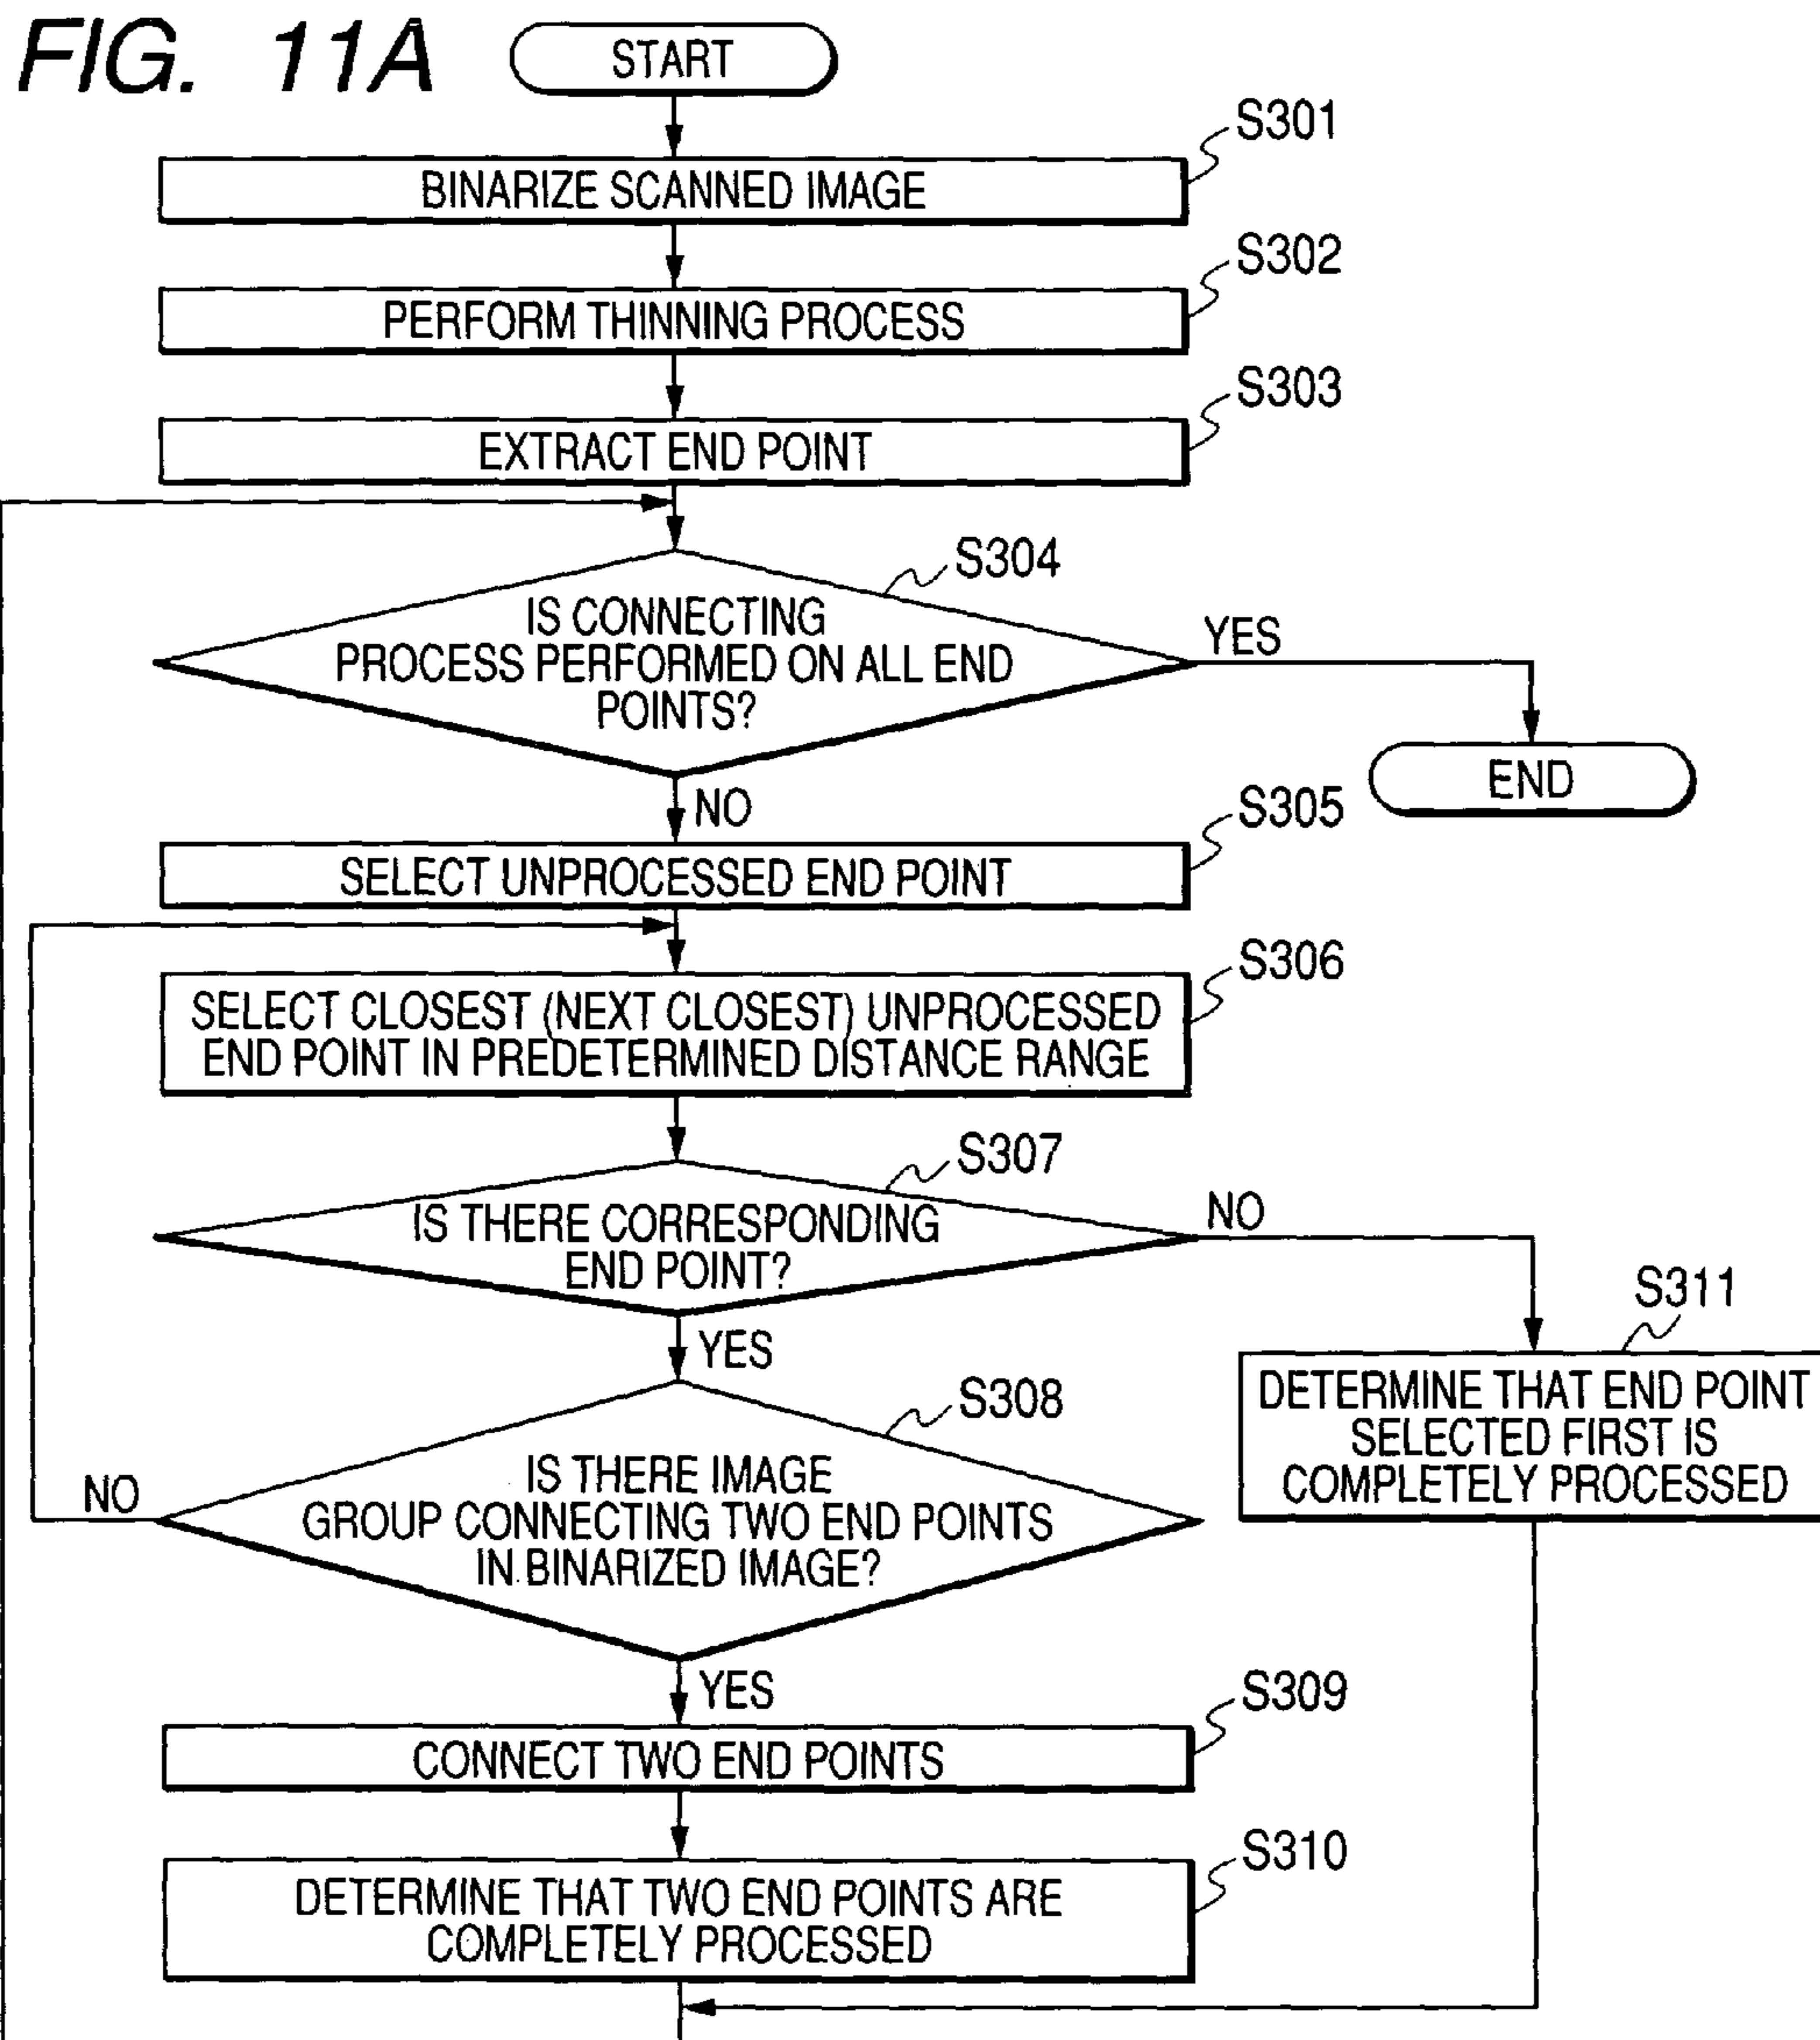 FIG. 11A
START
S301
BINARIZE SCANNED IMAGE
S302
PERFORM THINNING PROCESS
S303
EXTRACT END POINT
S304
IS CONNECTING
PROCESS PERFORMED ON ALL END
POINTS?
YES
END
NO
S305
SELECT UNPROCESSED END POINT
S306
SELECT CLOSEST (NEXT CLOSEST) UNPROCESSED
END POINT IN PREDETERMINED DISTANCE RANGE
S307
IS THERE CORRESPONDING
END POINT?
NO
S311
DETERMINE THAT END POINT
SELECTED FIRST IS
COMPLETELY PROCESSED
YES
S308
IS THERE IMAGE
GROUP CONNECTING TWO END POINTS
IN BINARIZED IMAGE?
NO
YES
S309
CONNECT TWO END POINTS
S310
DETERMINE THAT TWO END POINTS ARE
COMPLETELY PROCESSED